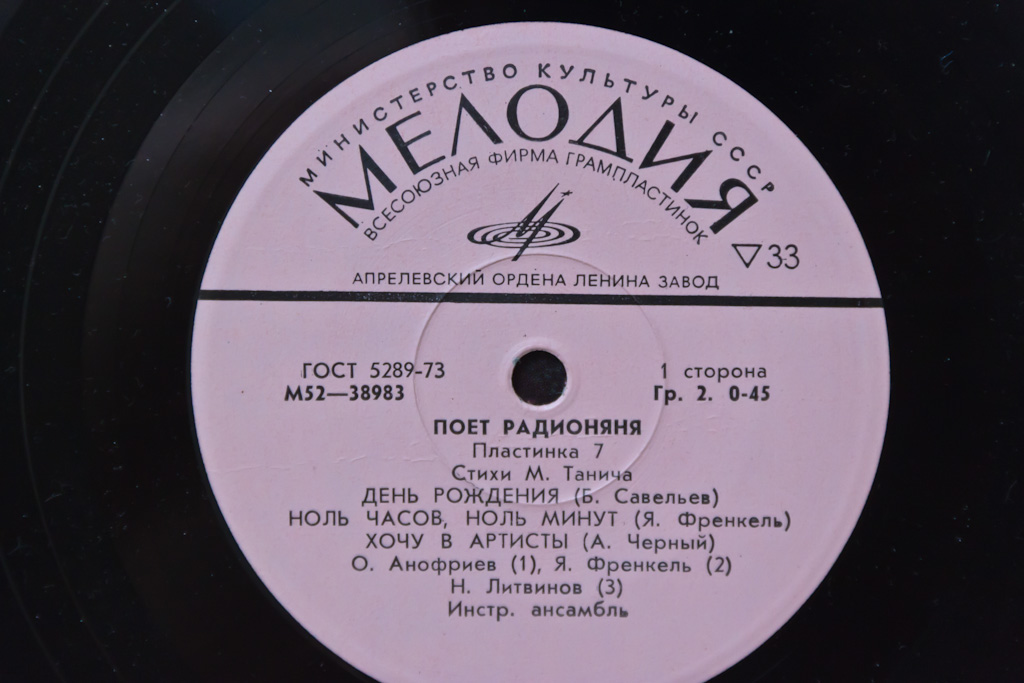 МИНИСТЕРСТВО КУЛЬТУРЫ СССР
МЕЛОДИЯ
ВСЕСОЮЗНАЯ ФИРМА ГРАМПЛАСТИНОК
▽33
АПРЕЛЕВСКИЙ ОРДЕНА ЛЕНИНА ЗАВОД
ГОСТ 5289-73 1 сторона
М52—38983 Гр. 2. 0-45
ПОЕТ РАДИОНЯНЯ
Пластинка 7
Стихи М. Танича
ДЕНЬ РОЖДЕНИЯ (Б. Савельев)
НОЛЬ ЧАСОВ, НОЛЬ МИНУТ (Я. Френкель)
ХОЧУ В АРТИСТЫ (А. Черный)
О. Анофриев (1), Я. Френкель (2)
Н. Литвинов (3)
Инстр. ансамбль